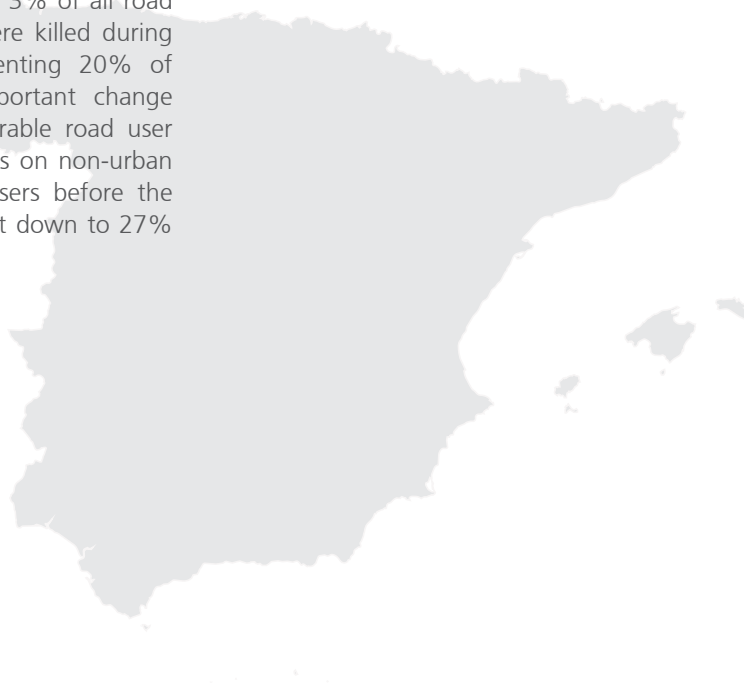 3% of all road
ere killed during
enting 20% of
portant change
rable road user
s on non-urban
sers before the
t down to 27%